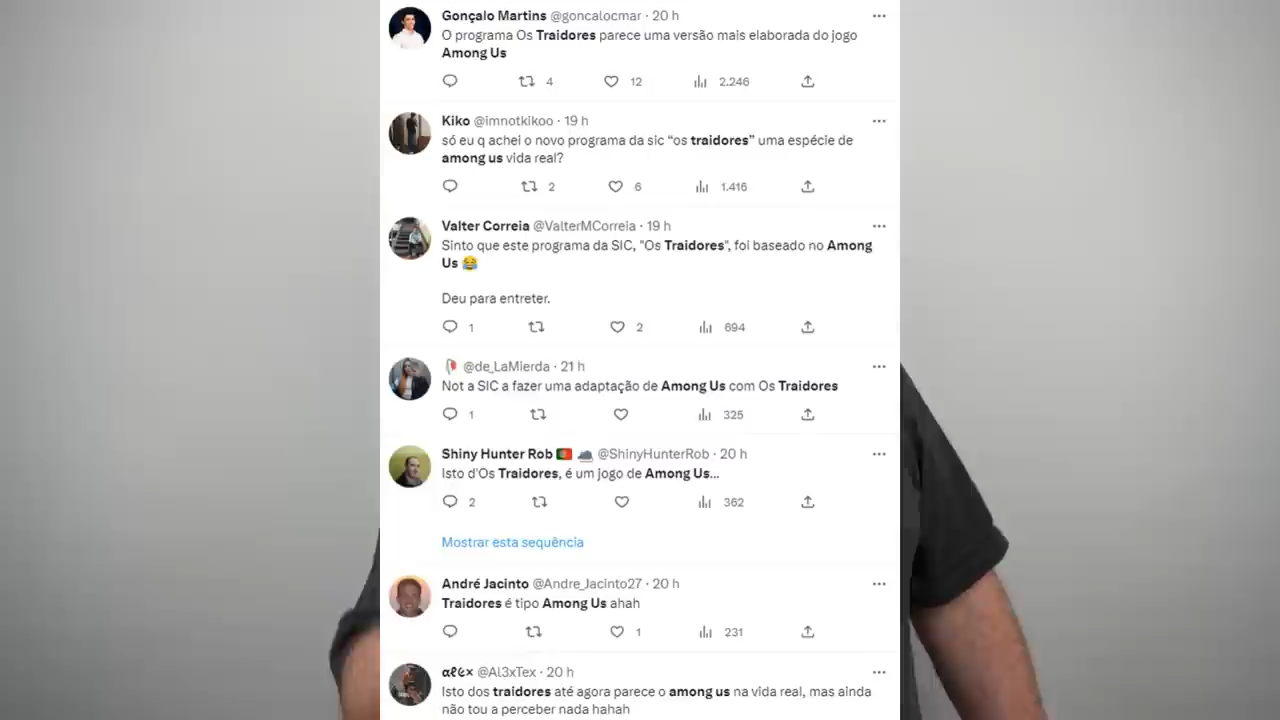 Gonçalo Martins @goncalocmar · 20 h
O programa Os Traidores parece uma versão mais elaborada do jogo
Among Us
4 12 2.246
Kiko @imnotkikoo · 19 h
só eu q achei o novo programa da sic “os traidores” uma espécie de
among us vida real?
2 6 1.416
Valter Correia @ValterMCorreia · 19 h
Sinto que este programa da SIC, "Os Traidores", foi baseado no Among
Us 😂
Deu para entreter.
1 2 694
@de_LaMierda · 21 h
Not a SIC a fazer uma adaptação de Among Us com Os Traidores
1 325
Shiny Hunter Rob 🇵🇹 @ShinyHunterRob · 20 h
Isto d'Os Traidores, é um jogo de Among Us...
2 362
Mostrar esta sequência
André Jacinto @Andre_Jacinto27 · 20 h
Traidores é tipo Among Us ahah
1 231
αℓє× @Al3xTex · 20 h
Isto dos traidores até agora parece o among us na vida real, mas ainda
não tou a perceber nada hahah